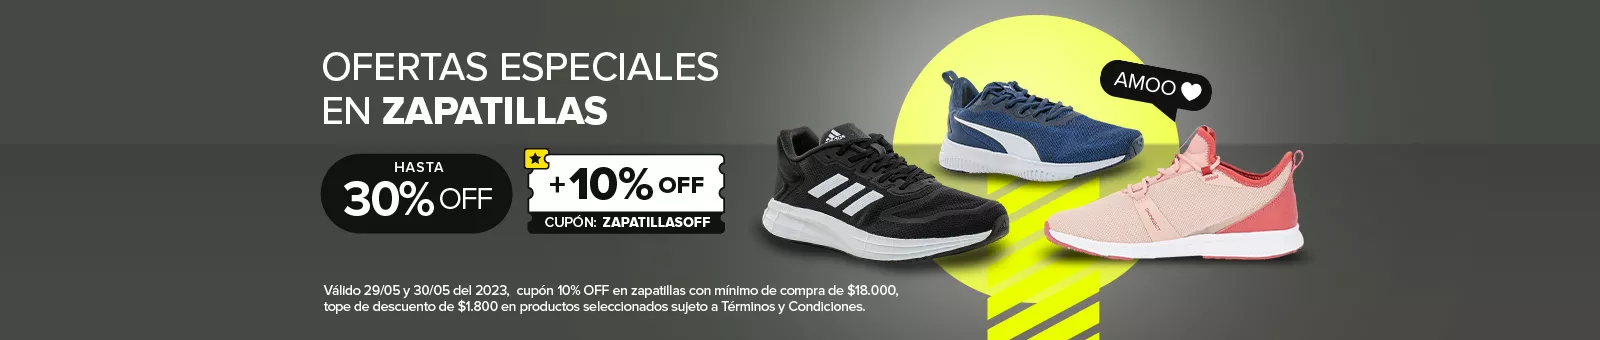 OFERTAS ESPECIALES
EN ZAPATILLAS
HASTA
30% OFF
+10% OFF
CUPÓN: ZAPATILLASOFF
AMOO
adidas
Válido 29/05 y 30/05 del 2023, cupón 10% OFF en zapatillas con mínimo de compra de $18.000,
tope de descuento de $1.800 en productos seleccionados sujeto a Términos y Condiciones.